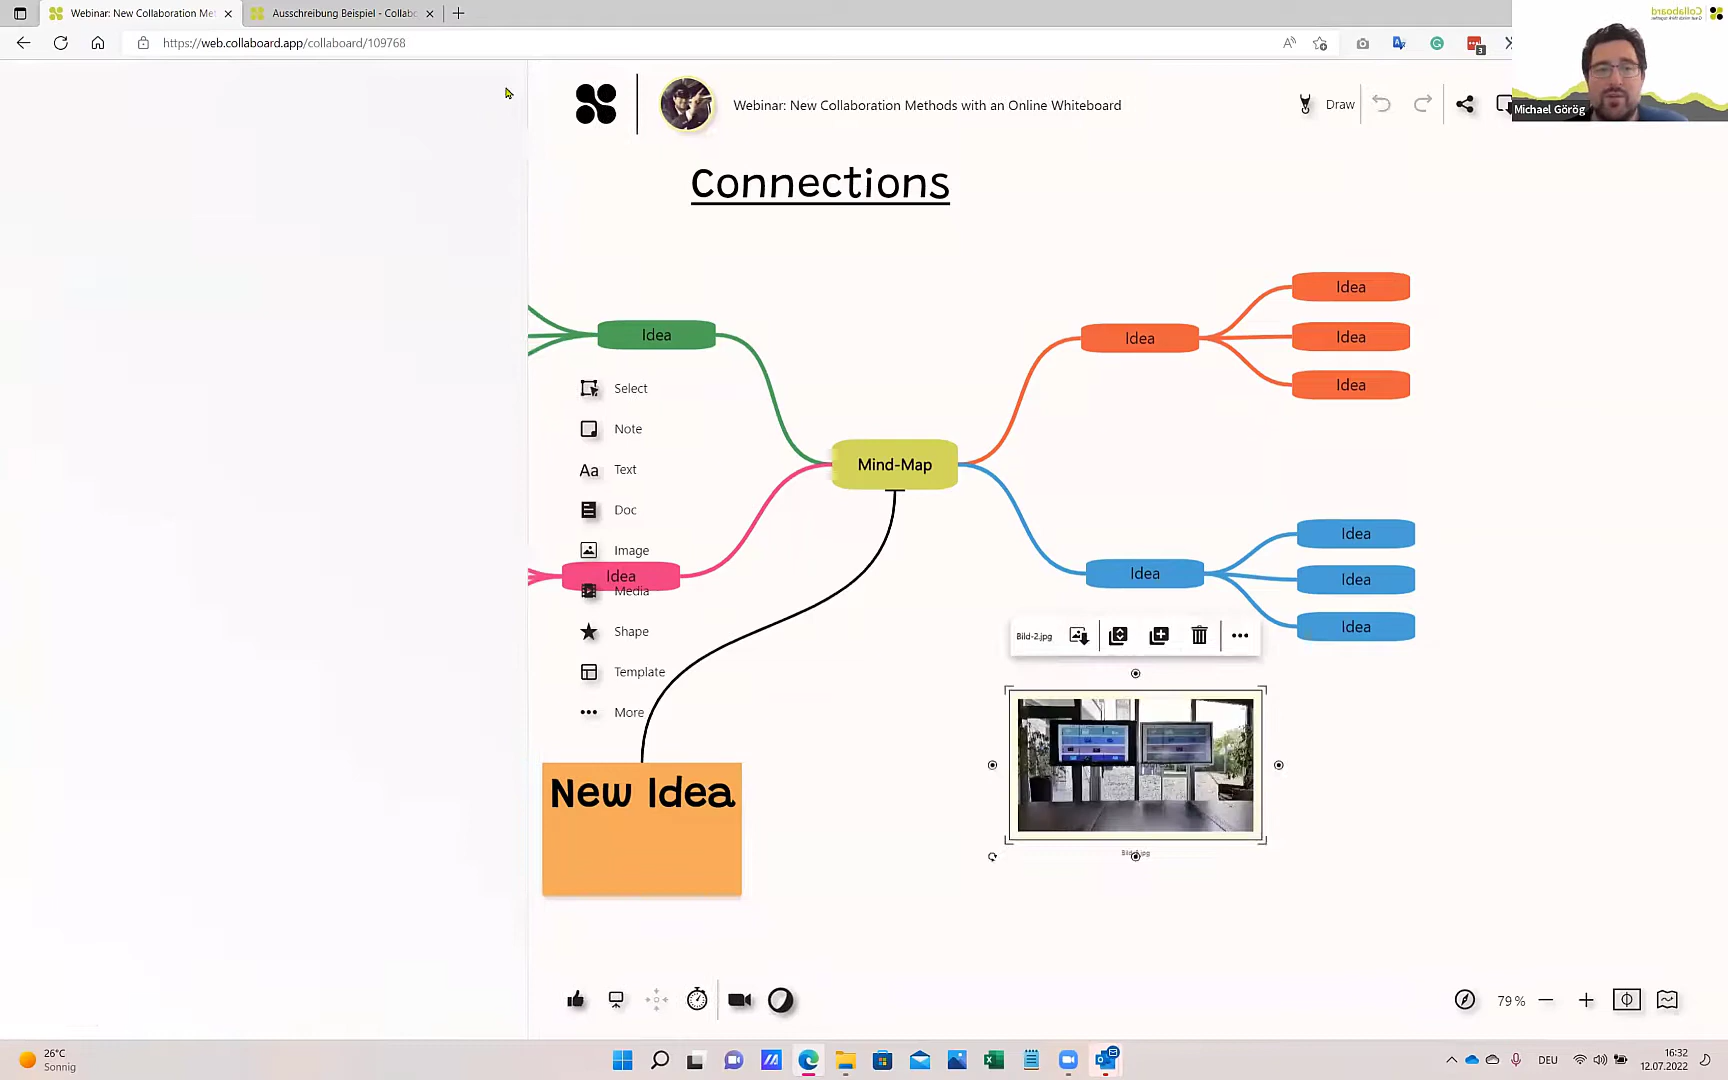 Webinar: New Collaboration Me
Ausschreibung Beispiel - Collabo
https://web.collaboard.app/collaboard/109768
3
Collaboard
Michael Görög
Webinar: New Collaboration Methods with an Online Whiteboard
Draw
Connections
Idea
Idea
Idea
Idea
Idea
Select
Note
Aa Text
Mind-Map
Doc
Image
Idea
Media
Idea
Idea
Idea
Idea
Shape
Bild-2.jpg
Template
More
New Idea
79 %
26°C
Sonnig
DEU
16:32
12.07.2022